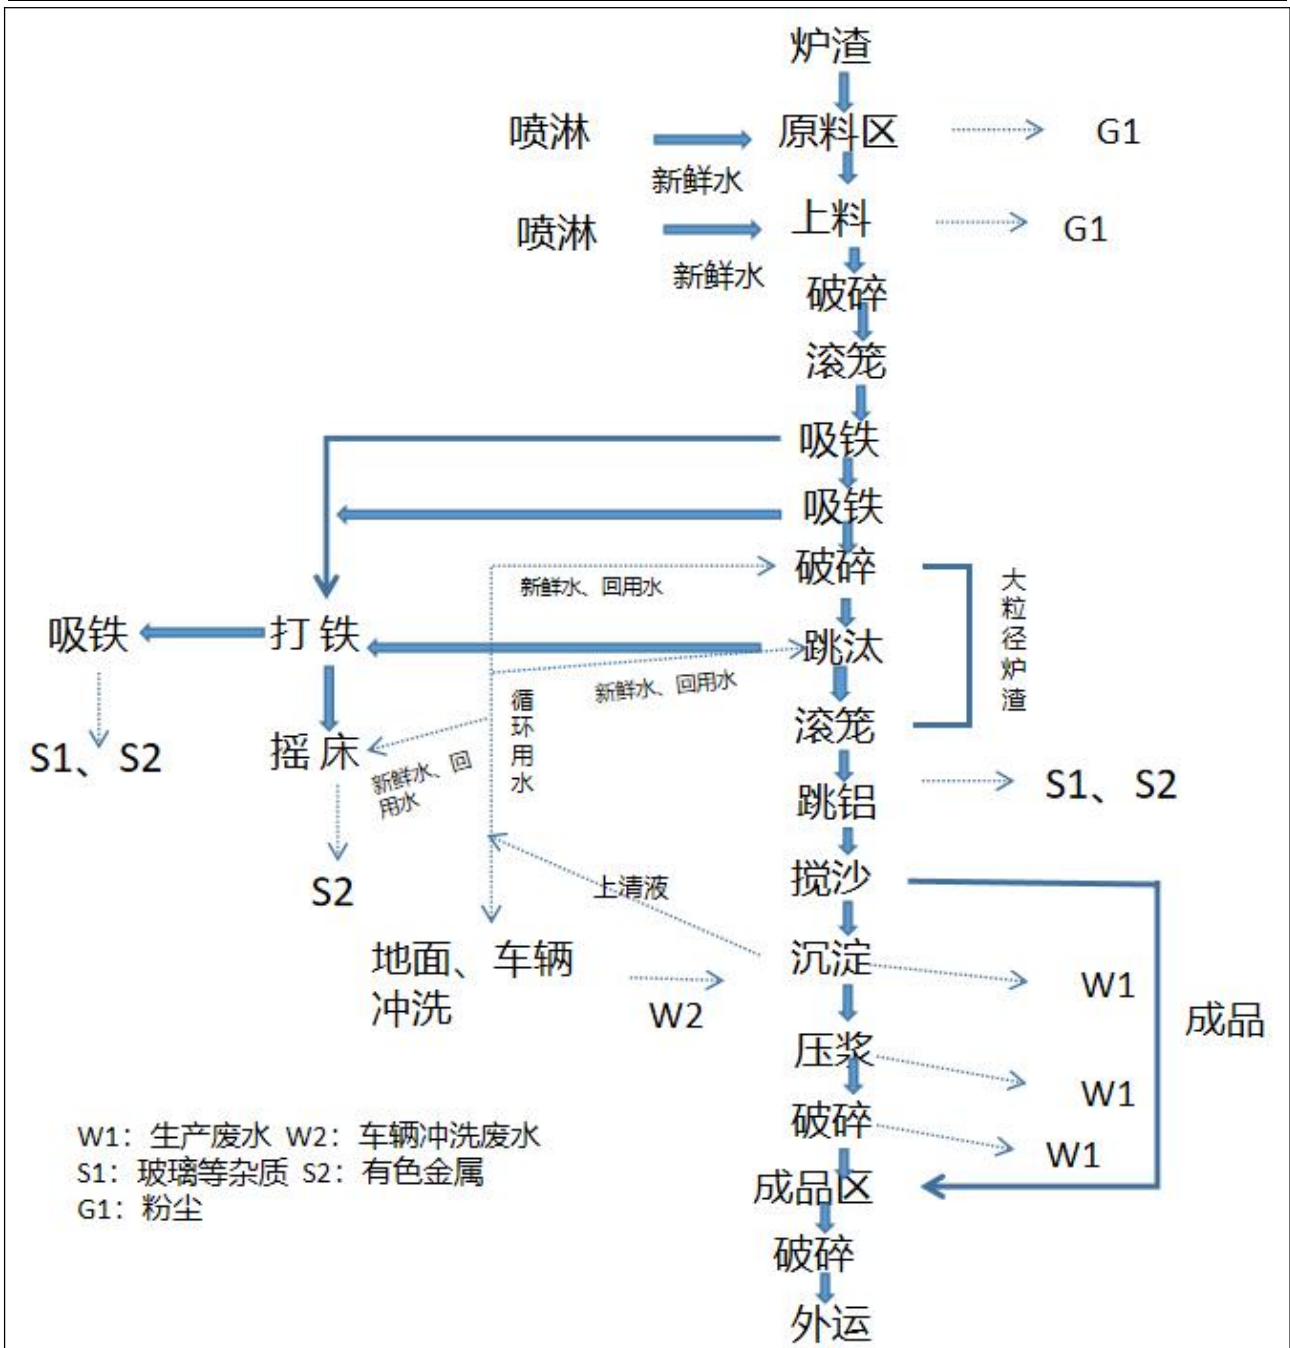 炉渣
喷淋
原料区
G1
新鲜水
喷淋
上料
G1
新鲜水
破碎
滚笼
吸铁
吸铁
破碎
新鲜水、回用水
大粒径炉渣
吸铁
打 铁
跳汰
新鲜水、回用水
循环用水
滚笼
S1、S2
摇 床
新鲜水、回
用水
S1、S2
跳铝
搅沙
S2
上清液
地面、车辆
冲洗
W2
沉淀
W1
成品
压浆
W1
破碎
W1
W1：生产废水 W2：车辆冲洗废水
S1：玻璃等杂质 S2：有色金属
G1：粉尘
成品区
破碎
外运